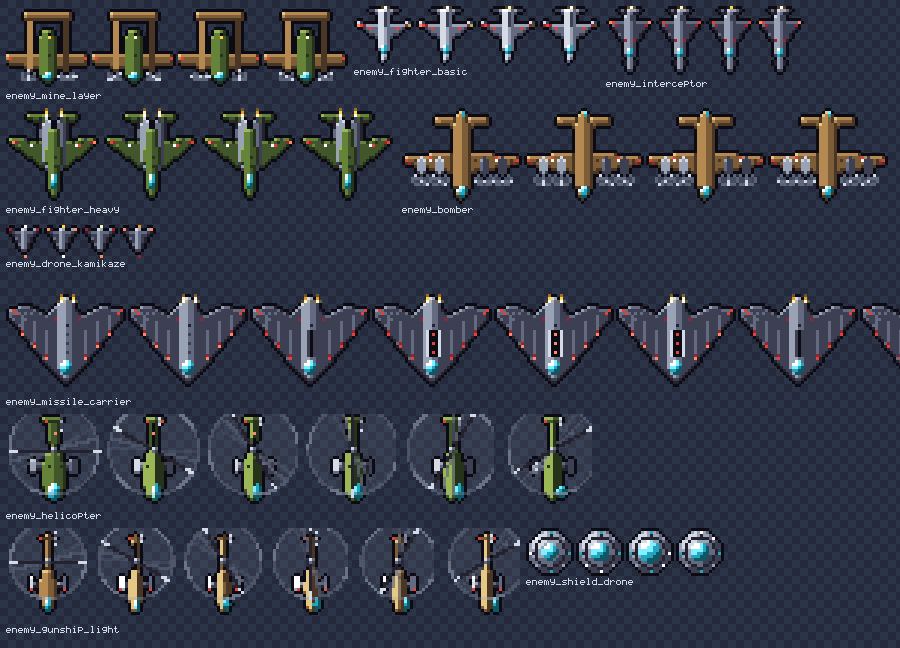 enemy_mine_layer
enemy_fighter_basic
enemy_interceptor
enemy_fighter_heavy
enemy_bomber
enemy_drone_kamikaze
enemy_missile_carrier
enemy_helicopter
enemy_gunship_light
enemy_shield_drone